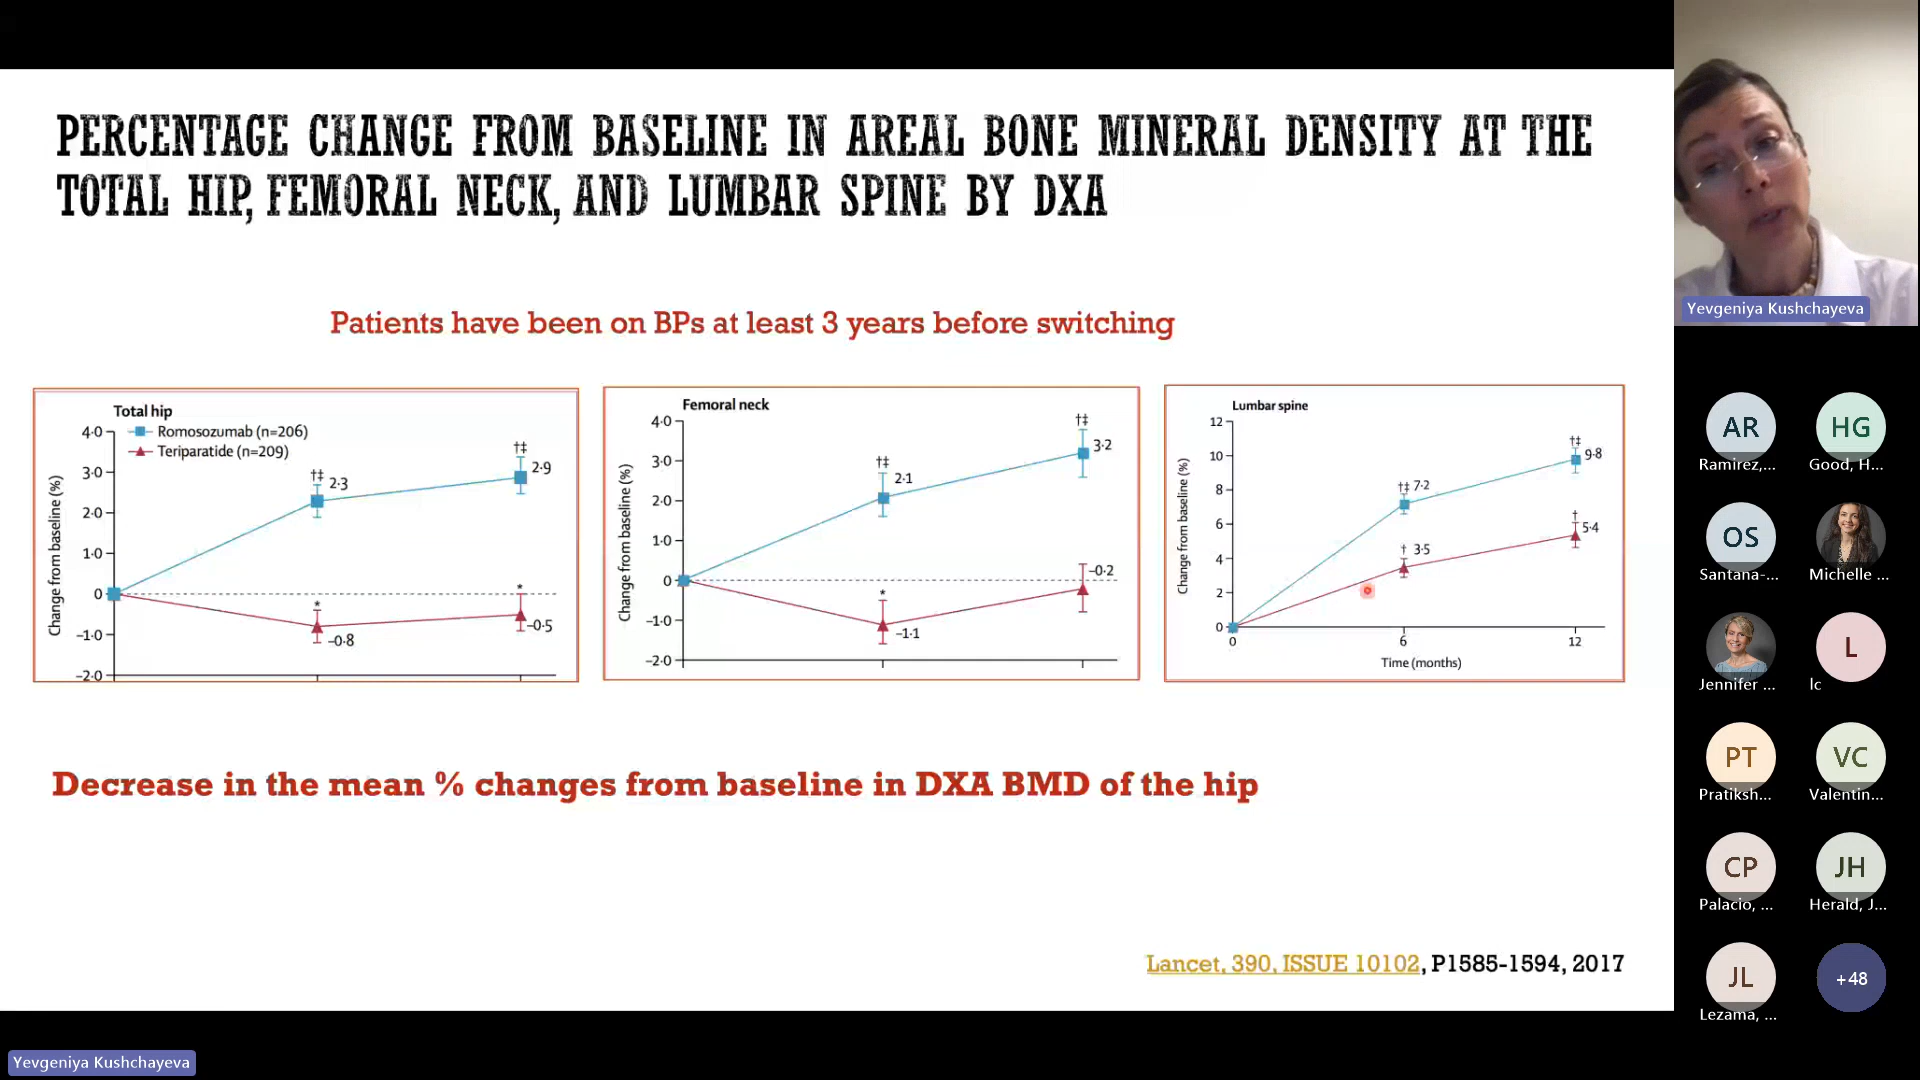 PERCENTAGE CHANGE FROM BASELINE IN AREAL BONE MINERAL DENSITY AT THE
TOTAL HIP, FEMORAL NECK, AND LUMBAR SPINE BY DXA
Patients have been on BPs at least 3 years before switching
Total hip
Romosozumab (n=206)
Teriparatide (n=209)
Change from baseline (%)
4·0
3·0
2·0
1·0
0
−1·0
−2·0
†‡ 2·3
†‡
2·9
*
−0·8
*
−0·5
Femoral neck
Change from baseline (%)
4·0
3·0
2·0
1·0
0
−1·0
−2·0
†‡
2·1
†‡
3·2
*
−1·1
−0·2
Lumbar spine
Change from baseline (%)
12
10
8
6
4
2
0
†‡ 7·2
†‡
9·8
† 3·5
†
5·4
0
6
12
Time (months)
Decrease in the mean % changes from baseline in DXA BMD of the hip
Lancet, 390, ISSUE 10102, P1585-1594, 2017
Yevgeniya Kushchayeva
AR
Ramirez,...
HG
Good, H...
OS
Santana-...
Michelle ...
Jennifer ...
L
lc
PT
Pratiksh...
VC
Valentin...
CP
Palacio, ...
JH
Herald, J...
JL
Lezama, ...
+48
Yevgeniya Kushchayeva